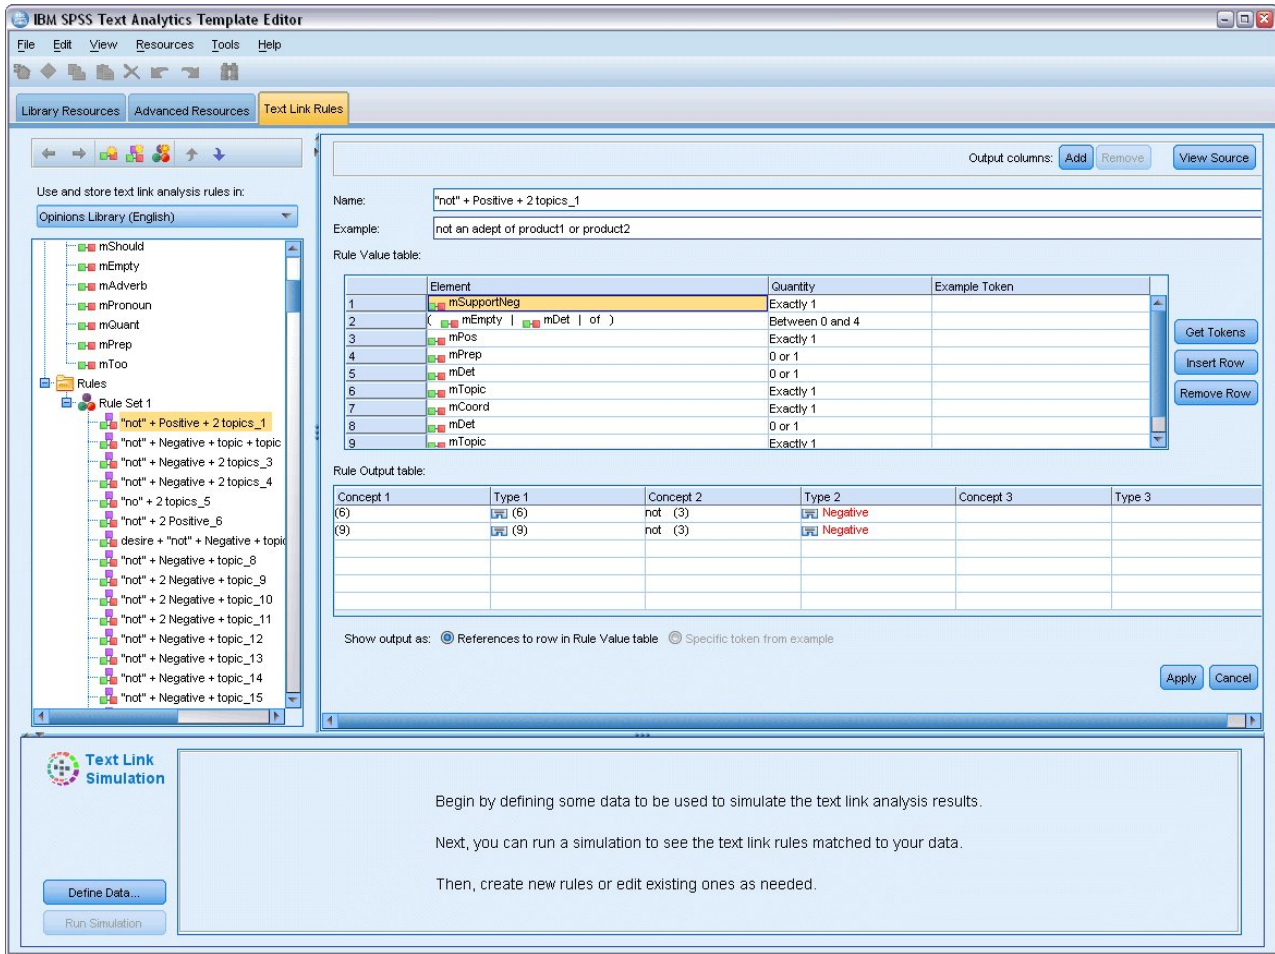 IBM SPSS Text Analytics Template Editor
File Edit View Resources Tools Help
Library Resources Advanced Resources Text Link Rules
Output columns: Add Remove View Source
Use and store text link analysis rules in:
Opinions Library (English)
mShould
mEmpty
mAdverb
mPronoun
mQuant
mPrep
mToo
Rules
Rule Set 1
"not" + Positive + 2 topics_1
"not" + Negative + topic + topic
"not" + Negative + 2 topics_3
"not" + Negative + 2 topics_4
"no" + 2 topics_5
"not" + 2 Positive_6
desire + "not" + Negative + topic
"not" + Negative + topic_8
"not" + 2 Negative + topic_9
"not" + 2 Negative + topic_10
"not" + 2 Negative + topic_11
"not" + Negative + topic_12
"not" + Negative + topic_13
"not" + Negative + topic_14
"not" + Negative + topic_15
Name: "not" + Positive + 2 topics_1
Example: not an adept of product1 or product2
Rule Value table:
Element Quantity Example Token
1 mSupportNeg Exactly 1
2 ( mEmpty | mDet | of ) Between 0 and 4
3 mPos Exactly 1
4 mPrep 0 or 1
5 mDet 0 or 1
6 mTopic Exactly 1
7 mCoord Exactly 1
8 mDet 0 or 1
9 mTopic Exactly 1
Get Tokens
Insert Row
Remove Row
Rule Output table:
Concept 1 Type 1 Concept 2 Type 2 Concept 3 Type 3
(6) (6) not (3) Negative
(9) (9) not (3) Negative
Show output as: References to row in Rule Value table Specific token from example
Apply Cancel
Text Link
Simulation
Define Data...
Run Simulation
Begin by defining some data to be used to simulate the text link analysis results.
Next, you can run a simulation to see the text link rules matched to your data.
Then, create new rules or edit existing ones as needed.